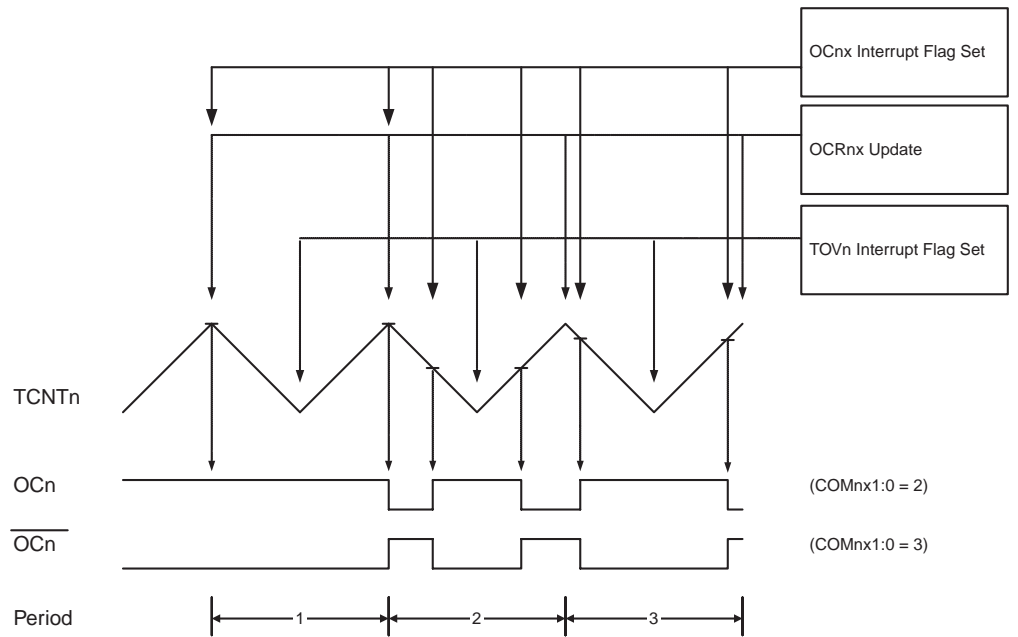 OCnx Interrupt Flag Set
OCRnx Update
TOVn Interrupt Flag Set
TCNTn
OCn (COMnx1:0 = 2)
OCn (COMnx1:0 = 3)
Period 1 2 3